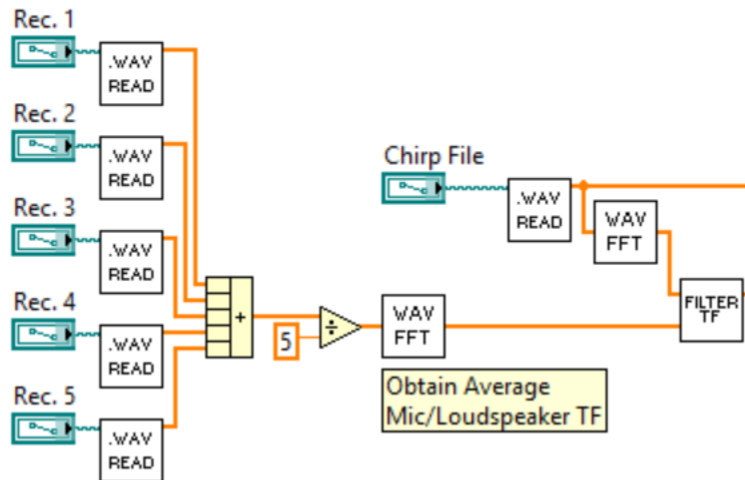 Rec. 1
.WAV
READ
Rec. 2
.WAV
READ
Rec. 3
.WAV
READ
Rec. 4
.WAV
READ
Rec. 5
.WAV
READ
+
5
÷
WAV
FFT
Obtain Average
Mic/Loudspeaker TF
Chirp File
.WAV
READ
WAV
FFT
FILTER
TF